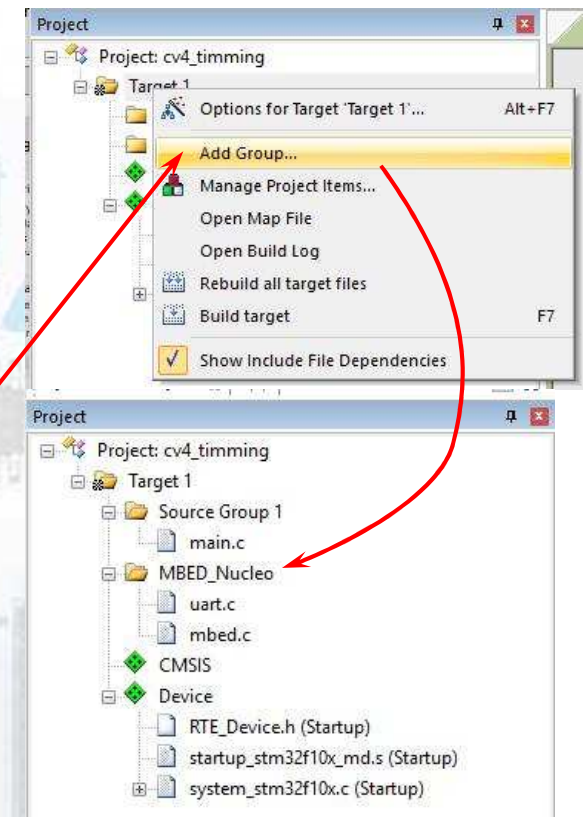 Project
Project: cv4_timming
Target 1
Options for Target 'Target 1'... Alt+F7
Add Group...
Manage Project Items...
Open Map File
Open Build Log
Rebuild all target files
Build target F7
Show Include File Dependencies
Project
Project: cv4_timming
Target 1
Source Group 1
main.c
MBED_Nucleo
uart.c
mbed.c
CMSIS
Device
RTE_Device.h (Startup)
startup_stm32f10x_md.s (Startup)
system_stm32f10x.c (Startup)